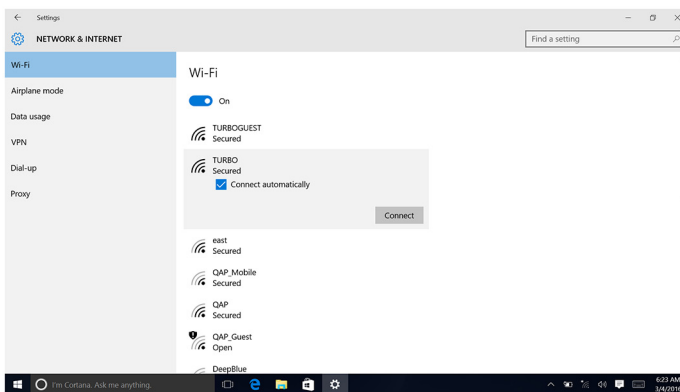 Settings
NETWORK & INTERNET
Find a setting
Wi-Fi
Airplane mode
Data usage
VPN
Dial-up
Proxy
Wi-Fi
On
TURBOGUEST
Secured
TURBO
Secured
Connect automatically
Connect
east
Secured
QAP_Mobile
Secured
QAP
Secured
QAP_Guest
Open
DeepBlue
I'm Cortana. Ask me anything.
6:23 AM
3/4/2016